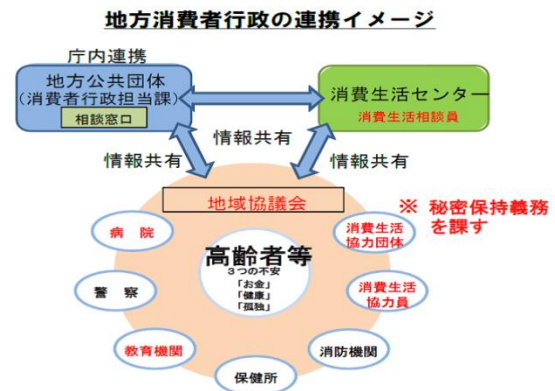 地方消費者行政の連携イメージ
庁内連携
地方公共団体
(消費者行政担当課)
相談窓口
消費生活センター
消費生活相談員
情報共有
情報共有
情報共有
地域協議会
※ 秘密保持義務
を課す
病院
消費生活
協力団体
高齢者等
3つの不安
「お金」
「健康」
「孤独」
警察
消費生活
協力員
教育機関
消防機関
保健所